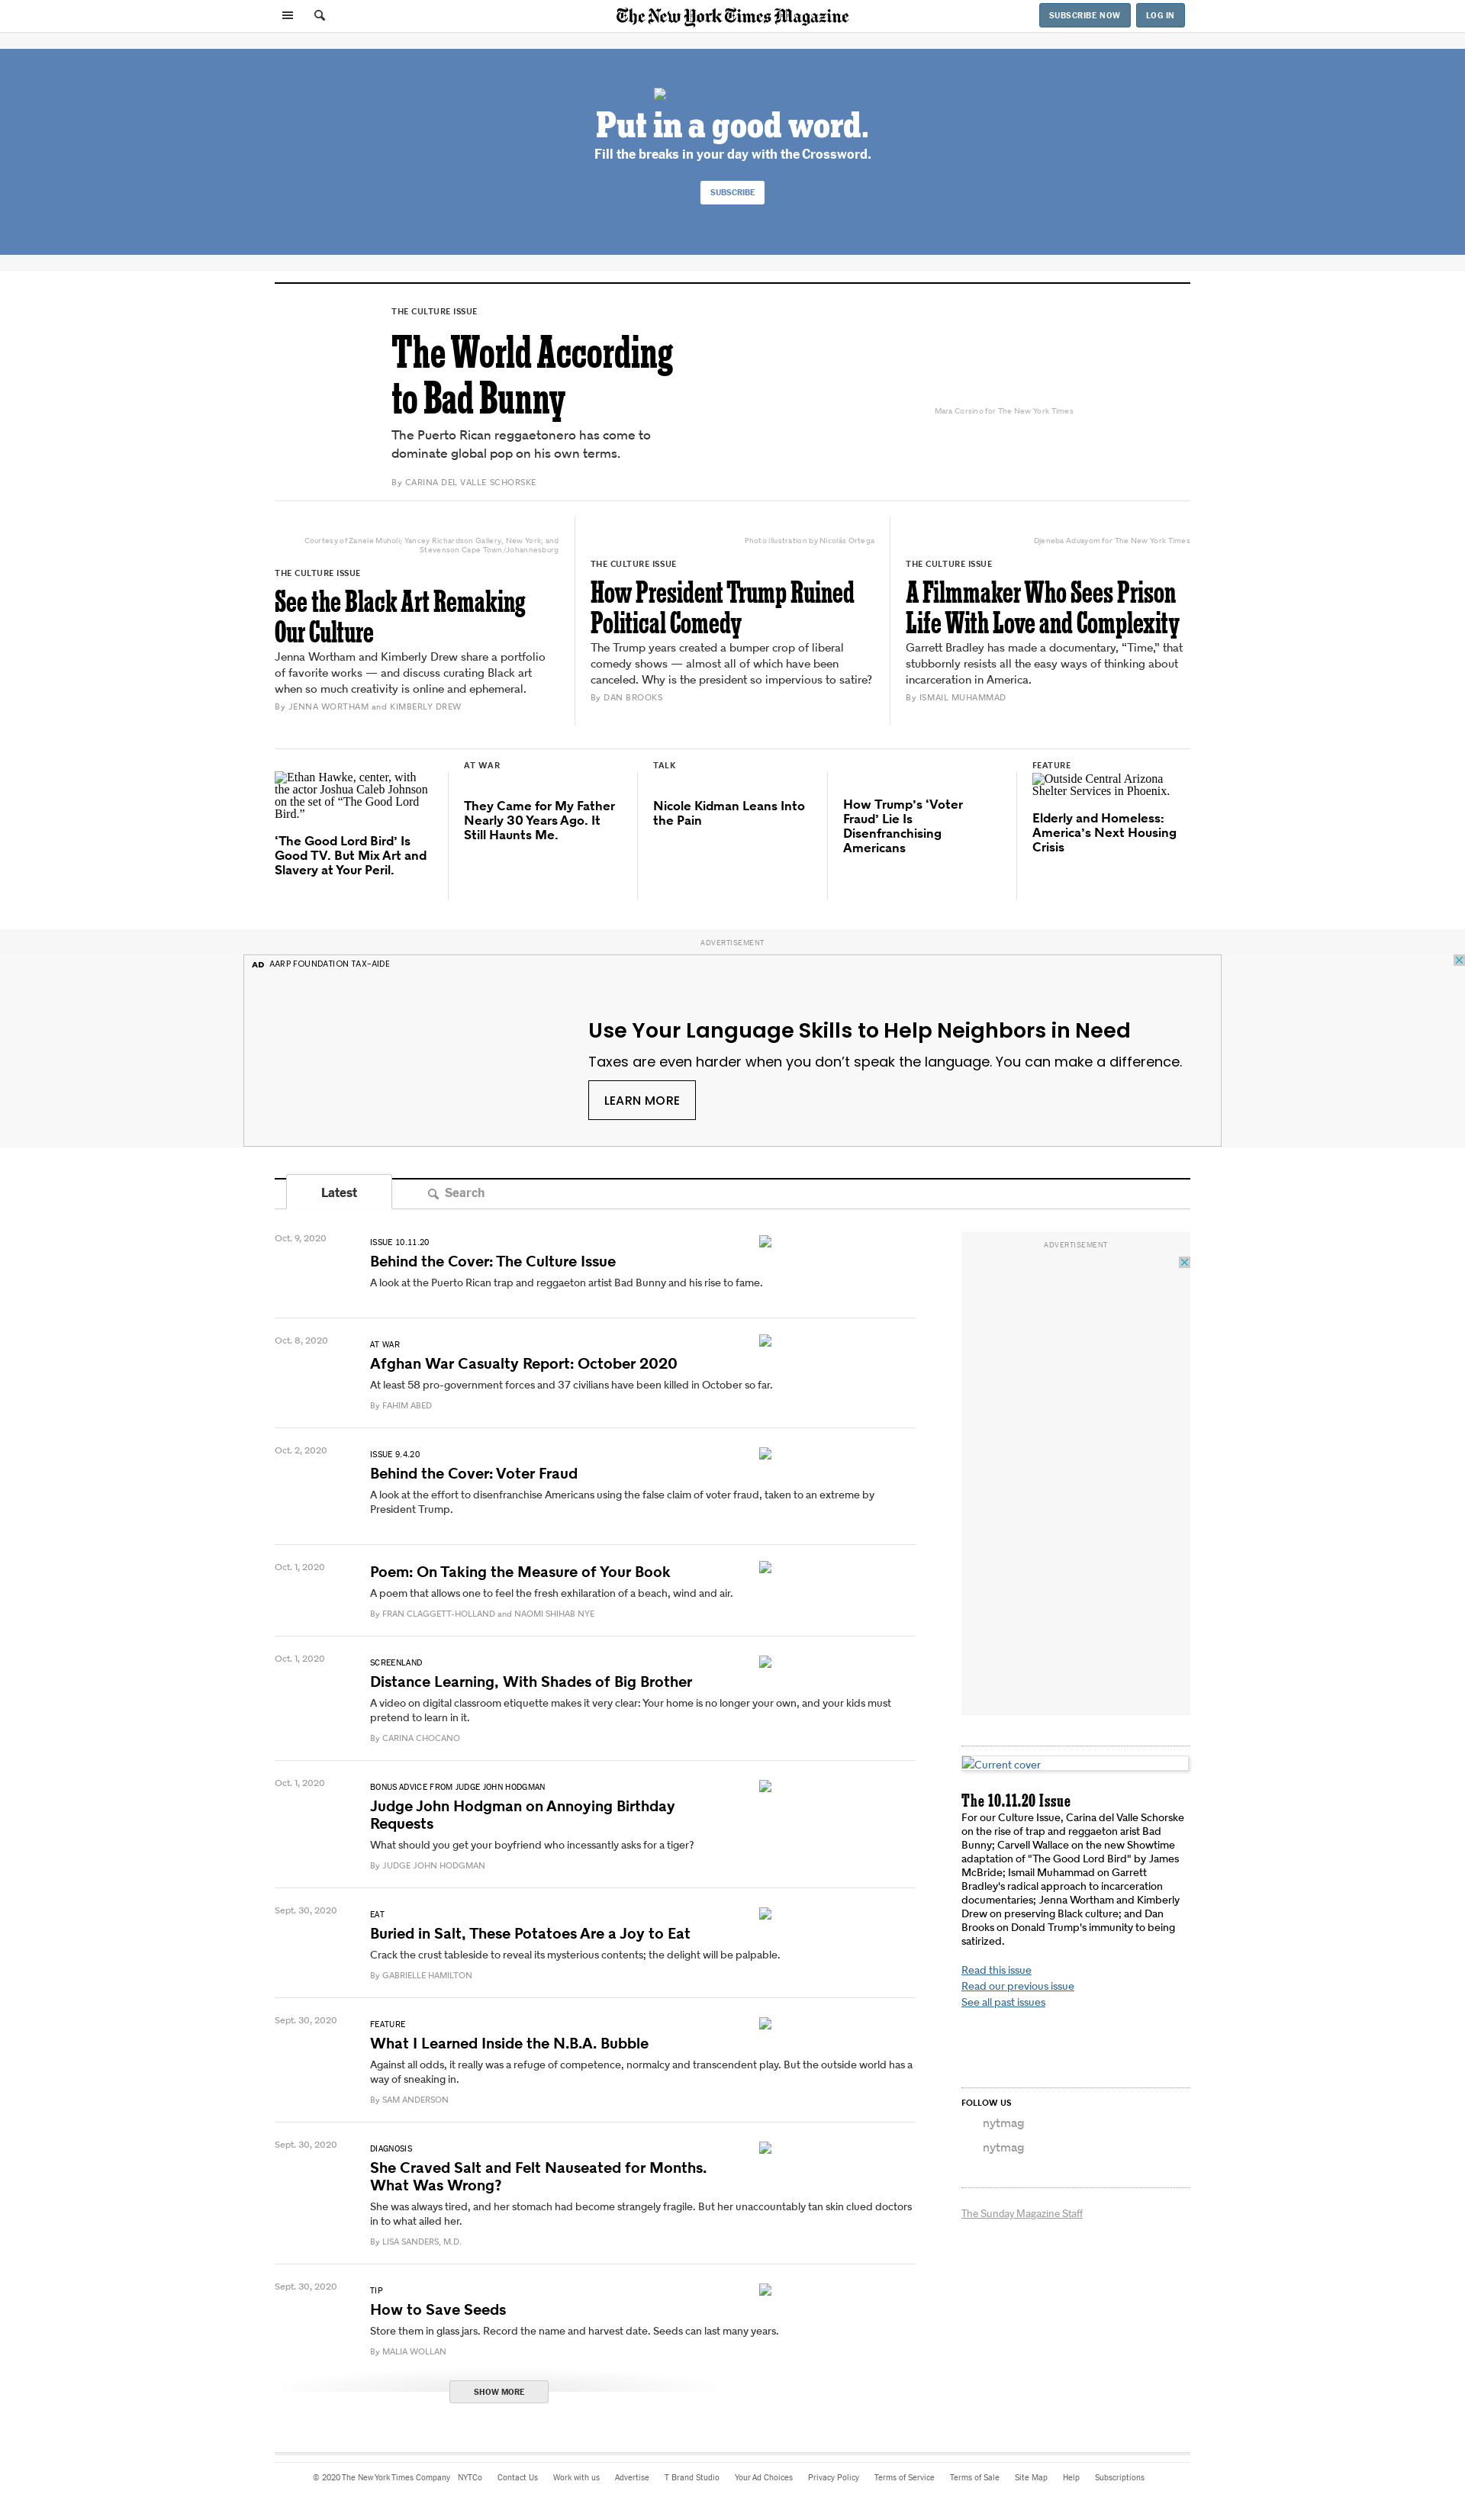 The New York Times Magazine
SUBSCRIBE NOW
LOG IN
Put in a good word.
Fill the breaks in your day with the Crossword.
SUBSCRIBE
THE CULTURE ISSUE
The World According
to Bad Bunny
The Puerto Rican reggaetonero has come to
dominate global pop on his own terms.
By CARINA DEL VALLE SCHORSKE
Mara Corsino for The New York Times
Courtesy of Zanele Muholi; Yancey Richardson Gallery, New York; and
Stevenson Cape Town/Johannesburg
THE CULTURE ISSUE
See the Black Art Remaking
Our Culture
Jenna Wortham and Kimberly Drew share a portfolio
of favorite works — and discuss curating Black art
when so much creativity is online and ephemeral.
By JENNA WORTHAM and KIMBERLY DREW
Photo illustration by Nicolás Ortega
THE CULTURE ISSUE
How President Trump Ruined
Political Comedy
The Trump years created a bumper crop of liberal
comedy shows — almost all of which have been
canceled. Why is the president so impervious to satire?
By DAN BROOKS
Djeneba Aduayom for The New York Times
THE CULTURE ISSUE
A Filmmaker Who Sees Prison
Life With Love and Complexity
Garrett Bradley has made a documentary, “Time,” that
stubbornly resists all the easy ways of thinking about
incarceration in America.
By ISMAIL MUHAMMAD
Ethan Hawke, center, with
the actor Joshua Caleb Johnson
on the set of “The Good Lord
Bird.”
‘The Good Lord Bird’ Is
Good TV. But Mix Art and
Slavery at Your Peril.
AT WAR
They Came for My Father
Nearly 30 Years Ago. It
Still Haunts Me.
TALK
Nicole Kidman Leans Into
the Pain
How Trump’s ‘Voter
Fraud’ Lie Is
Disenfranchising
Americans
FEATURE
Outside Central Arizona
Shelter Services in Phoenix.
Elderly and Homeless:
America’s Next Housing
Crisis
ADVERTISEMENT
AD AARP FOUNDATION TAX-AIDE
Use Your Language Skills to Help Neighbors in Need
Taxes are even harder when you don’t speak the language. You can make a difference.
LEARN MORE
Latest
Search
Oct. 9, 2020
ISSUE 10.11.20
Behind the Cover: The Culture Issue
A look at the Puerto Rican trap and reggaeton artist Bad Bunny and his rise to fame.
Oct. 8, 2020
AT WAR
Afghan War Casualty Report: October 2020
At least 58 pro-government forces and 37 civilians have been killed in October so far.
By FAHIM ABED
Oct. 2, 2020
ISSUE 9.4.20
Behind the Cover: Voter Fraud
A look at the effort to disenfranchise Americans using the false claim of voter fraud, taken to an extreme by
President Trump.
Oct. 1, 2020
Poem: On Taking the Measure of Your Book
A poem that allows one to feel the fresh exhilaration of a beach, wind and air.
By FRAN CLAGGETT-HOLLAND and NAOMI SHIHAB NYE
Oct. 1, 2020
SCREENLAND
Distance Learning, With Shades of Big Brother
A video on digital classroom etiquette makes it very clear: Your home is no longer your own, and your kids must
pretend to learn in it.
By CARINA CHOCANO
Oct. 1, 2020
BONUS ADVICE FROM JUDGE JOHN HODGMAN
Judge John Hodgman on Annoying Birthday
Requests
What should you get your boyfriend who incessantly asks for a tiger?
By JUDGE JOHN HODGMAN
Sept. 30, 2020
EAT
Buried in Salt, These Potatoes Are a Joy to Eat
Crack the crust tableside to reveal its mysterious contents; the delight will be palpable.
By GABRIELLE HAMILTON
Sept. 30, 2020
FEATURE
What I Learned Inside the N.B.A. Bubble
Against all odds, it really was a refuge of competence, normalcy and transcendent play. But the outside world has a
way of sneaking in.
By SAM ANDERSON
Sept. 30, 2020
DIAGNOSIS
She Craved Salt and Felt Nauseated for Months.
What Was Wrong?
She was always tired, and her stomach had become strangely fragile. But her unaccountably tan skin clued doctors
in to what ailed her.
By LISA SANDERS, M.D.
Sept. 30, 2020
TIP
How to Save Seeds
Store them in glass jars. Record the name and harvest date. Seeds can last many years.
By MALIA WOLLAN
SHOW MORE
ADVERTISEMENT
Current cover
The 10.11.20 Issue
For our Culture Issue, Carina del Valle Schorske
on the rise of trap and reggaeton arist Bad
Bunny; Carvell Wallace on the new Showtime
adaptation of "The Good Lord Bird" by James
McBride; Ismail Muhammad on Garrett
Bradley's radical approach to incarceration
documentaries; Jenna Wortham and Kimberly
Drew on preserving Black culture; and Dan
Brooks on Donald Trump's immunity to being
satirized.
Read this issue
Read our previous issue
See all past issues
FOLLOW US
nytmag
nytmag
The Sunday Magazine Staff
© 2020 The New York Times Company NYTCo Contact Us Work with us Advertise T Brand Studio Your Ad Choices Privacy Policy Terms of Service Terms of Sale Site Map Help Subscriptions